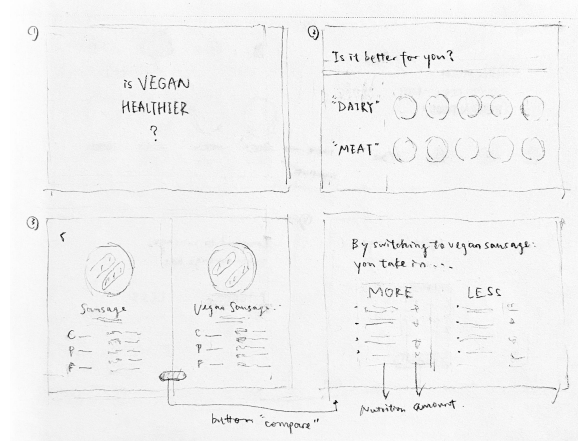 1)
is VEGAN
HEALTHIER
?
2
Is it better for you?
"DAIRY"
"MEAT"
3
Sausage
C
P
F
Vegan Sausage
C
P
F
button "compare"
By switching to vegan sausage:
you take in ...
MORE LESS
Nutrition amount.